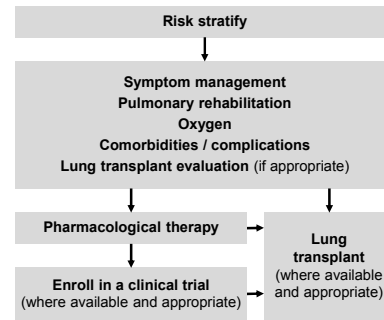 Risk stratify
Symptom management
Pulmonary rehabilitation
Oxygen
Comorbidities / complications
Lung transplant evaluation (if appropriate)
Pharmacological therapy
Enroll in a clinical trial
(where available and appropriate)
Lung
transplant
(where available
and appropriate)